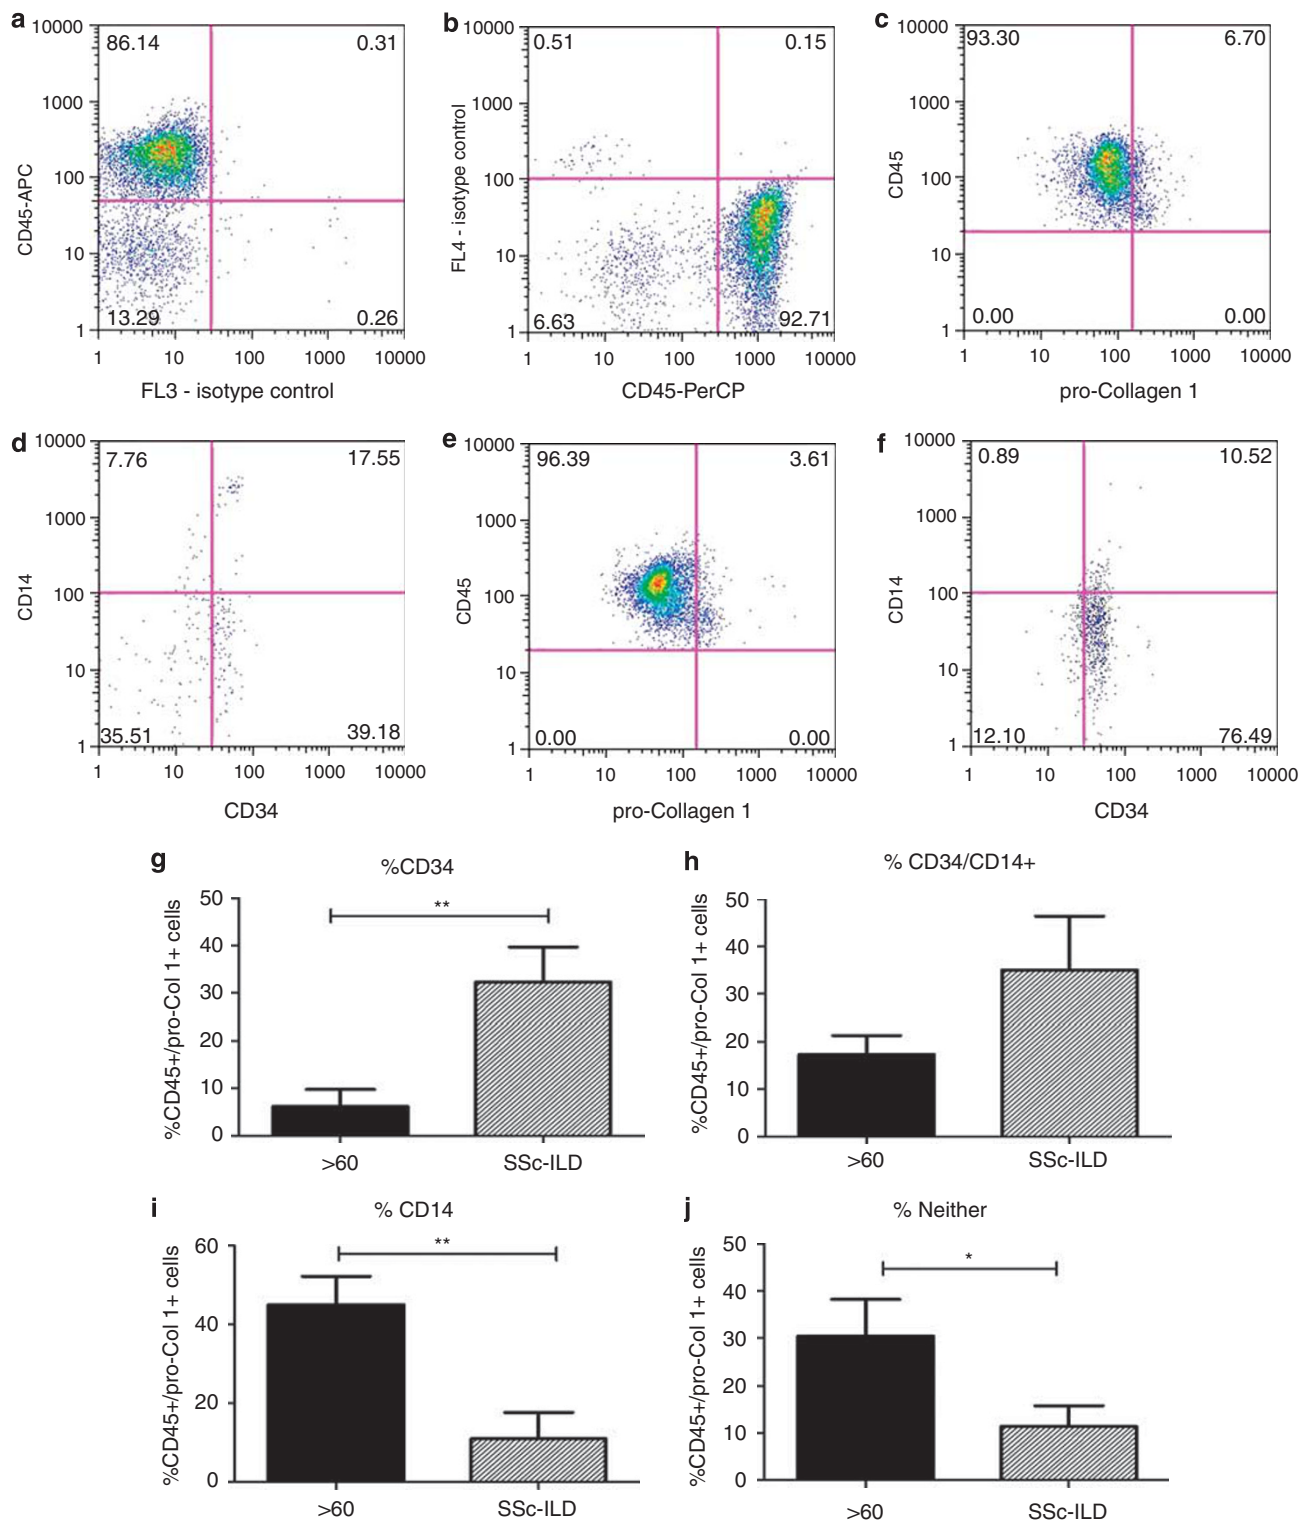 a
10000
1000
100
10
1
86.14
0.31
13.29
0.26
CD45-APC
1 10 100 1000 10000
FL3 - isotype control
b
10000
1000
100
10
1
0.51
0.15
6.63
92.71
FL4 - isotype control
1 10 100 1000 10000
CD45-PerCP
c
10000
1000
100
10
1
93.30
6.70
0.00
0.00
CD45
1 10 100 1000 10000
pro-Collagen 1
d
10000
1000
100
10
1
7.76
17.55
35.51
39.18
CD14
1 10 100 1000 10000
CD34
e
10000
1000
100
10
1
96.39
3.61
0.00
0.00
CD45
1 10 100 1000 10000
pro-Collagen 1
f
10000
1000
100
10
1
0.89
10.52
12.10
76.49
CD14
1 10 100 1000 10000
CD34
g
%CD34
%CD45+/pro-Col 1+ cells
50
40
30
20
10
0
**
>60 SSc-ILD
h
% CD34/CD14+
%CD45+/pro-Col 1+ cells
50
40
30
20
10
0
>60 SSc-ILD
i
% CD14
%CD45+/pro-Col 1+ cells
60
40
20
0
**
>60 SSc-ILD
j
% Neither
%CD45+/pro-Col 1+ cells
50
40
30
20
10
0
*
>60 SSc-ILD